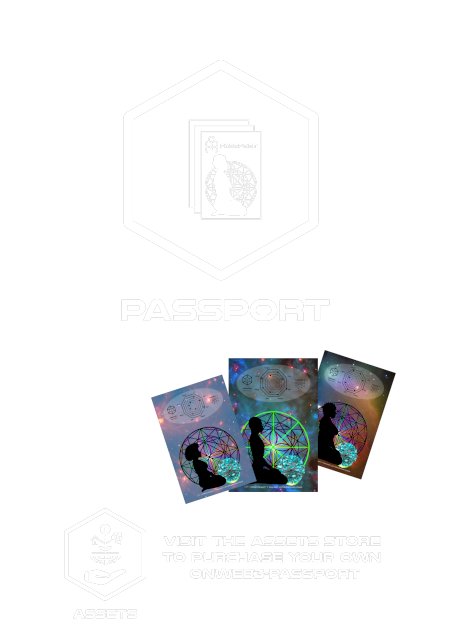 PASSPORT
VISIT THE ASSETS STORE
TO PURCHASE YOUR OWN
ONWEB3-PASSPORT
ASSETS